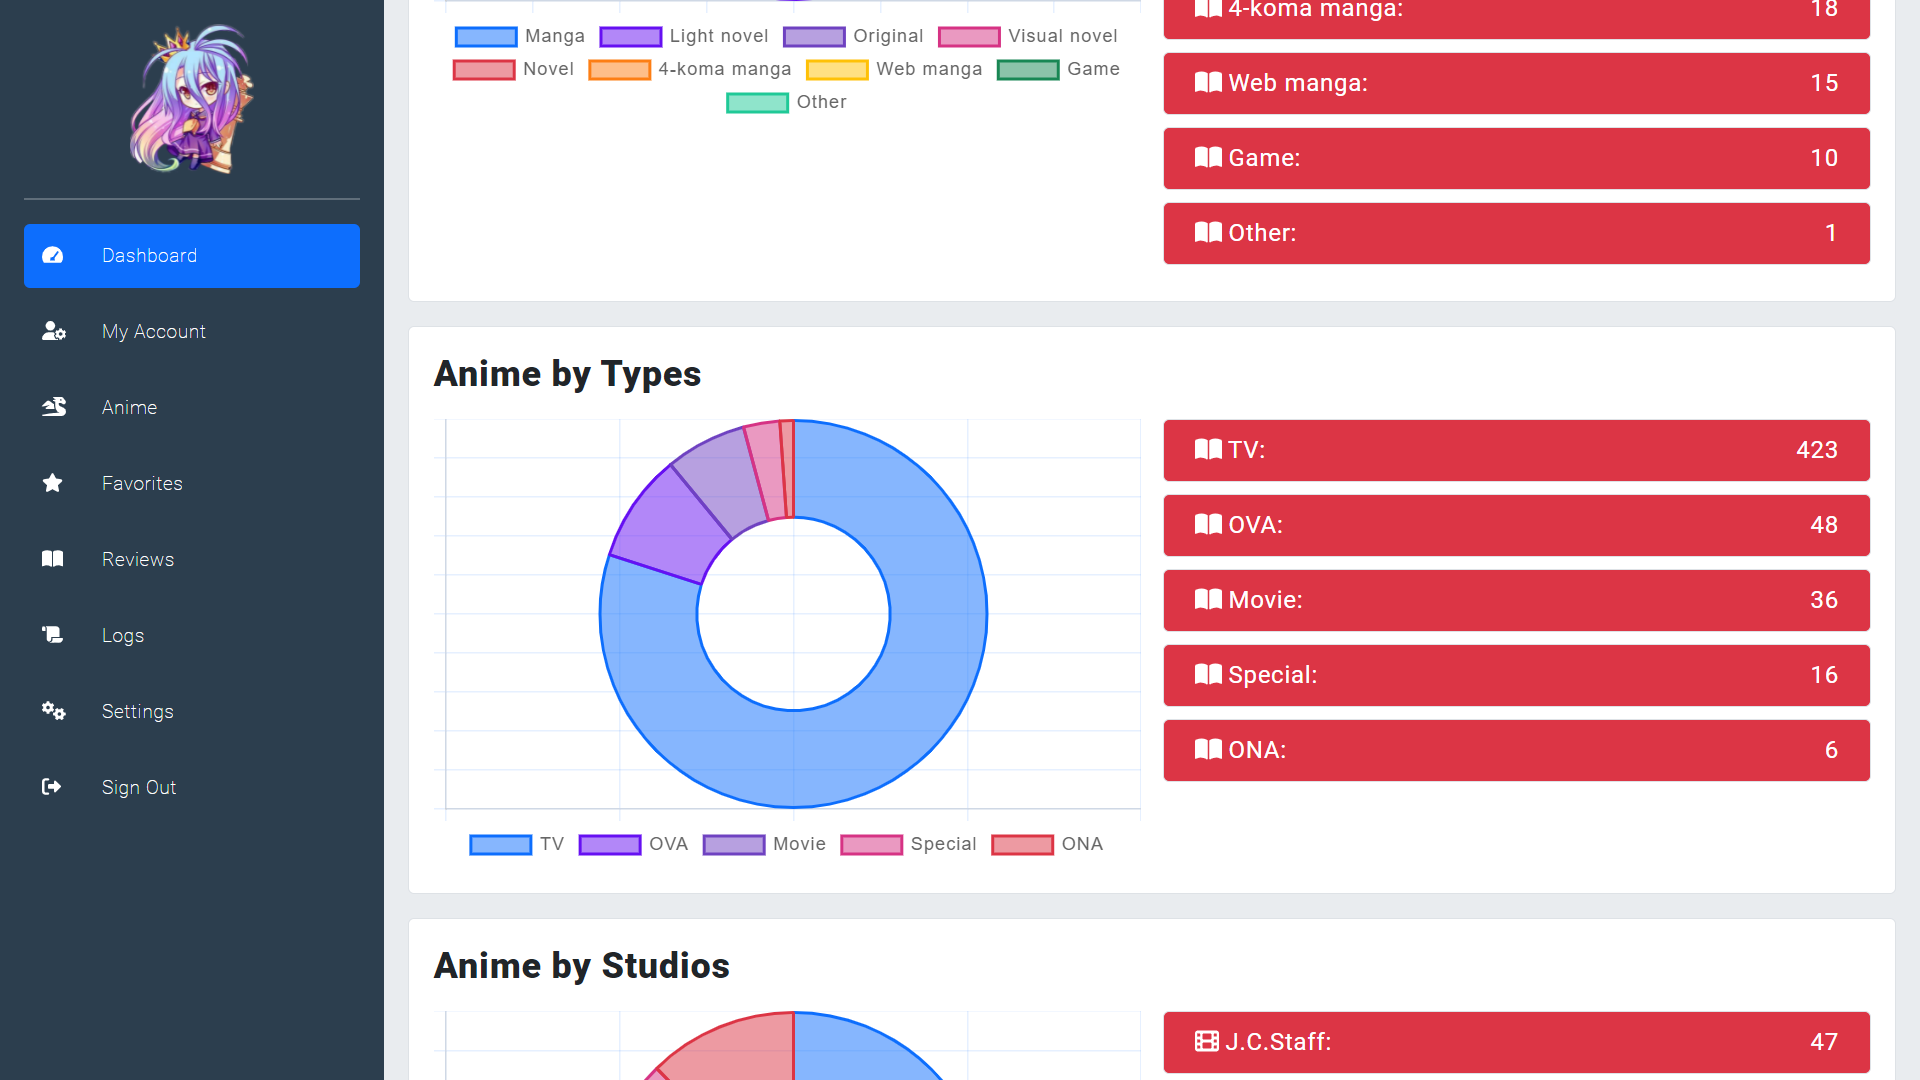 Dashboard
My Account
Anime
Favorites
Reviews
Logs
Settings
Sign Out
Manga Light novel Original Visual novel
Novel 4-koma manga Web manga Game
Other
4-koma manga: 18
Web manga: 15
Game: 10
Other: 1
Anime by Types
TV OVA Movie Special ONA
TV: 423
OVA: 48
Movie: 36
Special: 16
ONA: 6
Anime by Studios
J.C.Staff: 47